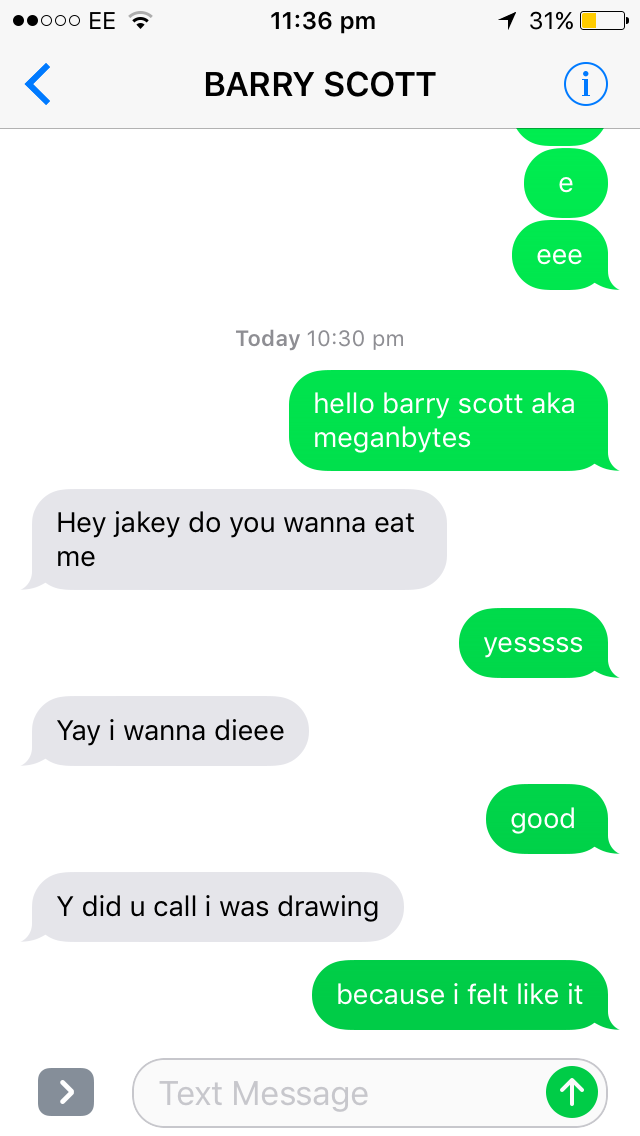 EE 11:36 pm 31%
BARRY SCOTT
i
e
eee
Today 10:30 pm
hello barry scott aka
meganbytes
Hey jakey do you wanna eat
me
yesssss
Yay i wanna dieee
good
Y did u call i was drawing
because i felt like it
Text Message